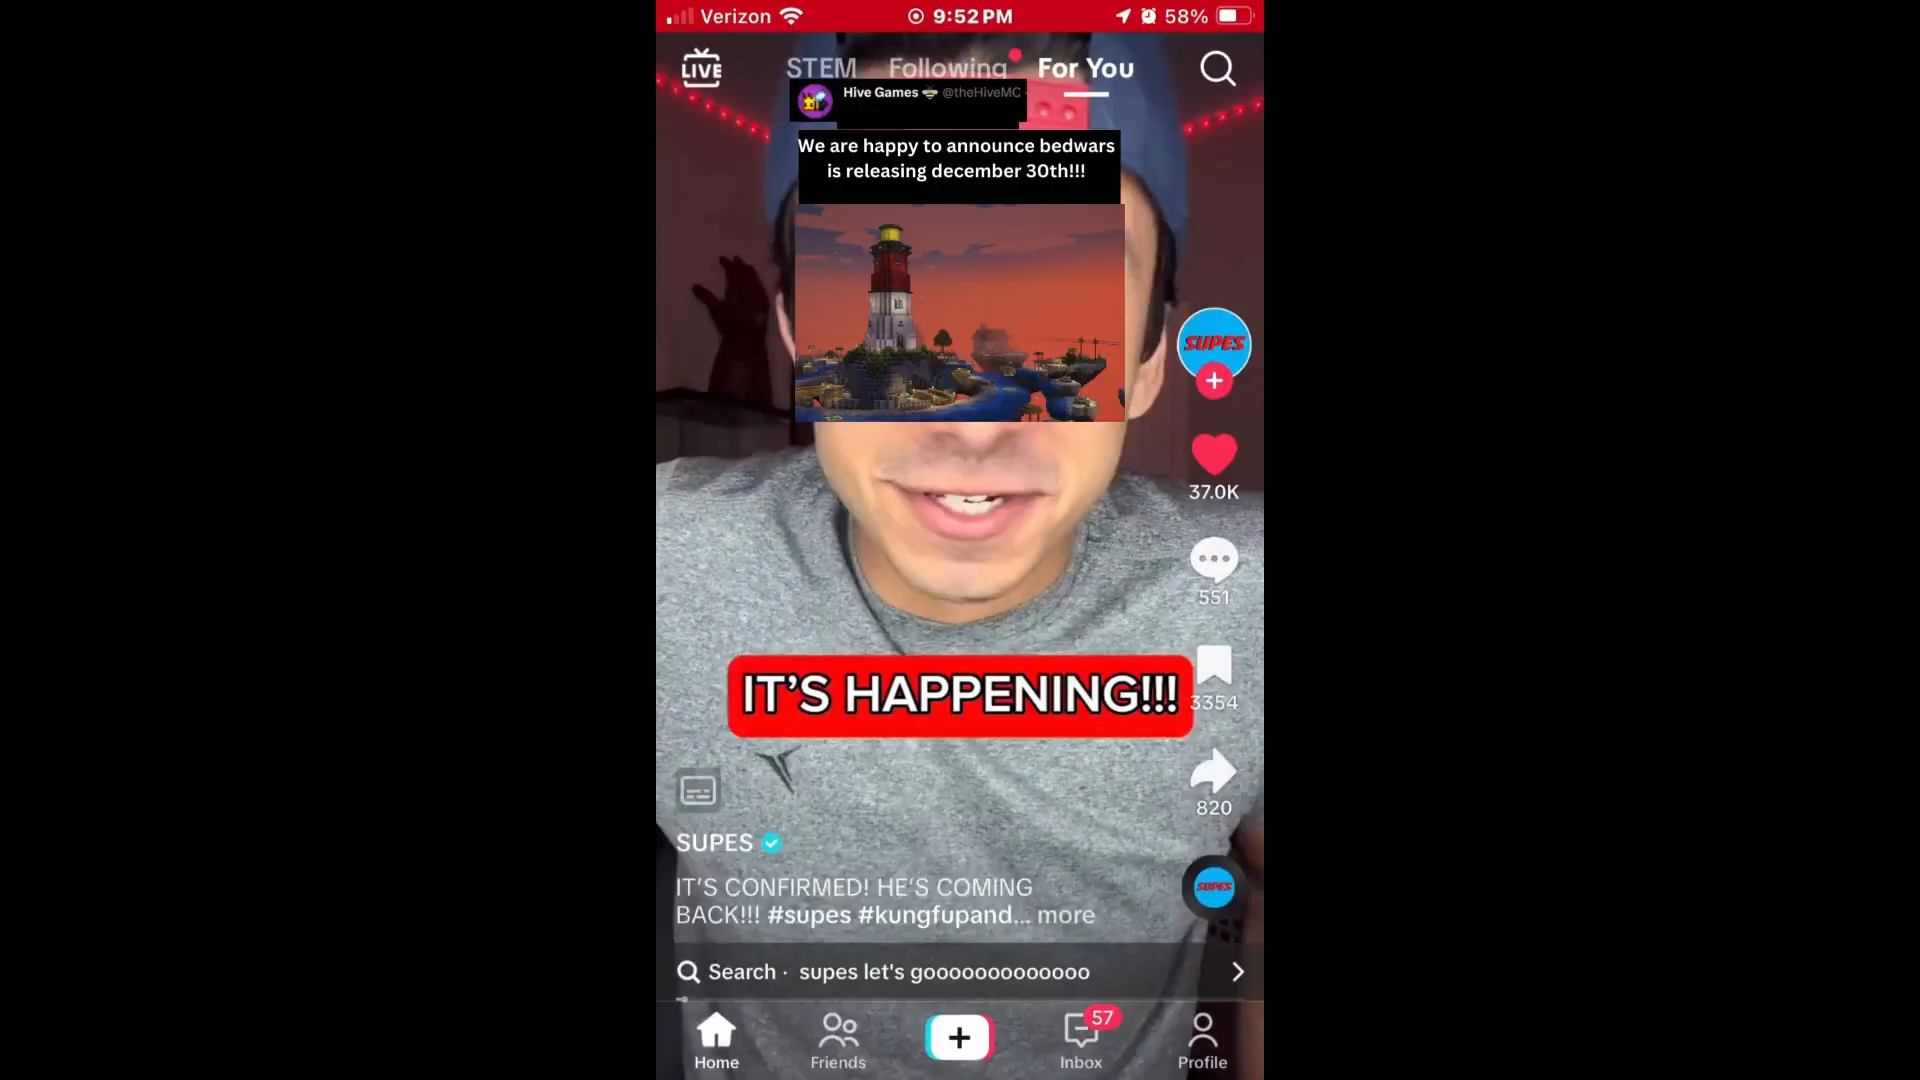 Verizon 9:52 PM 58%
LIVE STEM Following For You
Hive Games @theHiveMC
We are happy to announce bedwars
is releasing december 30th!!!
SUPES
37.0K
551
IT'S HAPPENING!!!
3354
820
SUPES
IT'S CONFIRMED! HE'S COMING
BACK!!! #supes #kungfupand... more
SUPES
Search · supes let's gooooooooooooo
57
Home Friends Inbox Profile